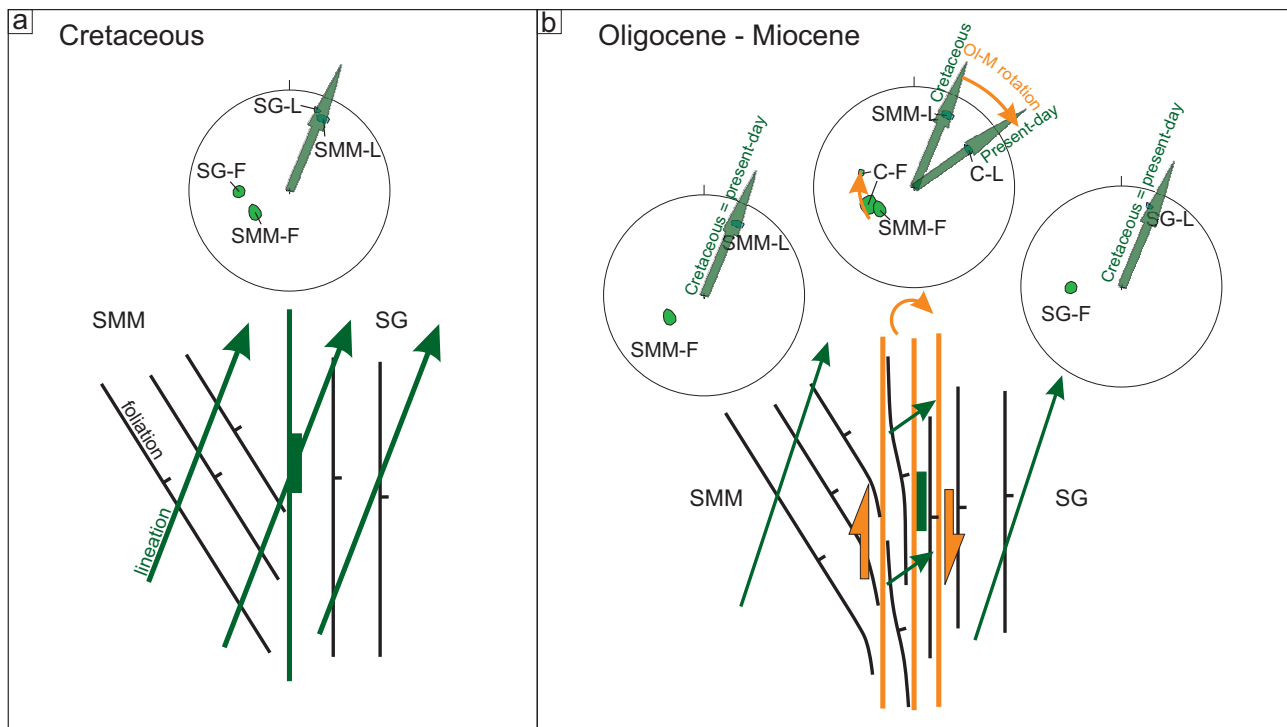 a
Cretaceous
SG-L
SMM-L
SG-F
SMM-F
SMM
SG
foliation
lineation
b
Oligocene - Miocene
Cretaceous
Ol-M rotation
SMM-L
Present-day
C-F
C-L
SMM-F
Cretaceous = present-day
SMM-L
SMM-F
Cretaceous = present-day
SG-L
SG-F
SMM
SG